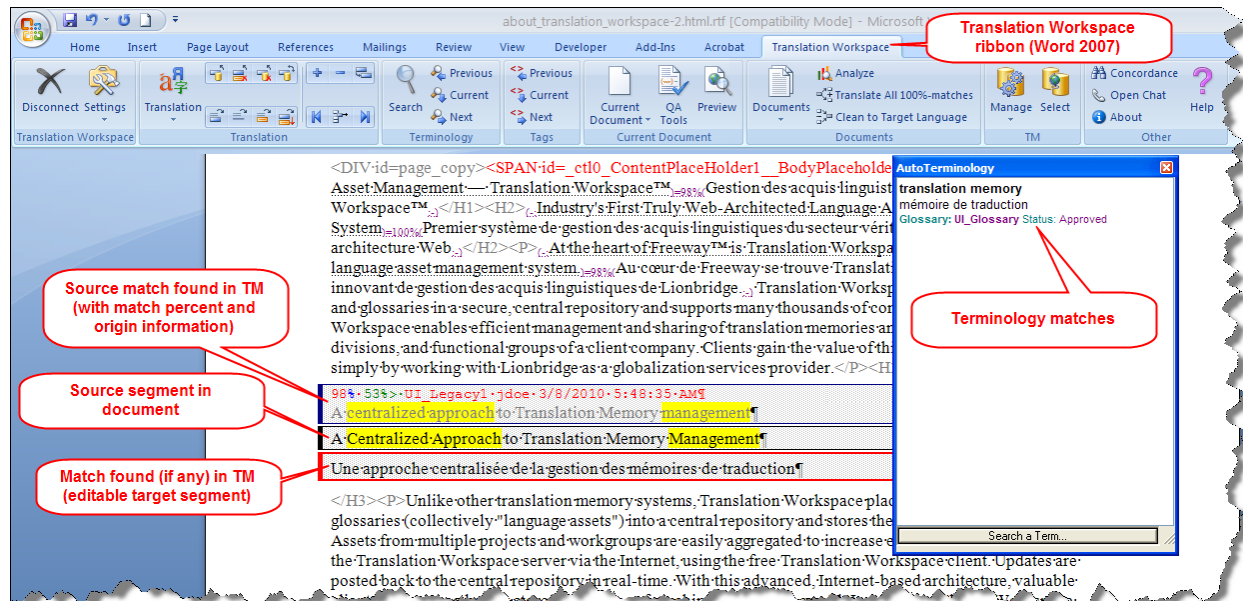 about_translation_workspace-2.html.rtf [Compatibility Mode] - Microsoft
Translation Workspace
ribbon (Word 2007)
Home Insert Page Layout References Mailings Review View Developer Add-Ins Acrobat Translation Workspace
Disconnect Settings
Translation
Search
Previous
Current
Next
Previous
Current
Next
Current
Document
QA
Tools
Preview
Documents
Analyze
Translate All 100%-matches
Clean to Target Language
Manage Select
Concordance
Open Chat
About
Help
Translation Workspace Translation Terminology Tags Current Document Documents TM Other
<DIV·id=page_copy><SPAN·id=_ctl0_ContentPlaceHolder1__BodyPlaceholde
Asset·Management·—·Translation·Workspace™·}=98%{Gestion·des·acquis·linguist
Workspace™·.}</H1><H2>{.·Industry's·First·Truly·Web-Architected·Language·A
System}=100%{Premier·système·de·gestion·des·acquis·linguistiques·du·secteur·vérit
architecture·Web·.}</H2><P>{.·At·the·heart·of·Freeway™·is·Translation·Workspa
language·asset·management·system.·}=98%{Au·cœur·de·Freeway·se·trouve·Translati
innovant·de·gestion·des·acquis·linguistiques·de·Lionbridge.·.}·Translation·Worksp
and·glossaries·in·a·secure,·central·repository·and·supports·many·thousands·of·con
Workspace·enables·efficient·management·and·sharing·of·translation·memories·an
divisions,·and·functional·groups·of·a·client·company.·Clients·gain·the·value·of·thi
simply·by·working·with·Lionbridge·as·a·globalization·services·provider.</P><H
AutoTerminology
translation memory
mémoire de traduction
Glossary: UI_Glossary Status: Approved
Terminology matches
Search a Term...
Source match found in TM
(with match percent and
origin information)
98%·53%>·UI_Legacy1·jdoe·3/8/2010·5:48:35·AM¶
A·centralized·approach·to·Translation·Memory·management¶
Source segment in
document
A·Centralized·Approach·to·Translation·Memory·Management¶
Match found (if any) in TM
(editable target segment)
Une·approche·centralisée·de·la·gestion·des·mémoires·de·traduction¶
</H3><P>Unlike·other·translation·memory·systems,·Translation·Workspace·plac
glossaries·(collectively·"language·assets")·into·a·central·repository·and·stores·the
Assets·from·multiple·projects·and·workgroups·are·easily·aggregated·to·increase·e
the·Translation·Workspace·server·via·the·Internet,·using·the·free·Translation·Workspace·client.·Updates·are·
posted·back·to·the·central·repository·in·real-time.·With·this·advanced,·Internet-based·architecture,·valuable·